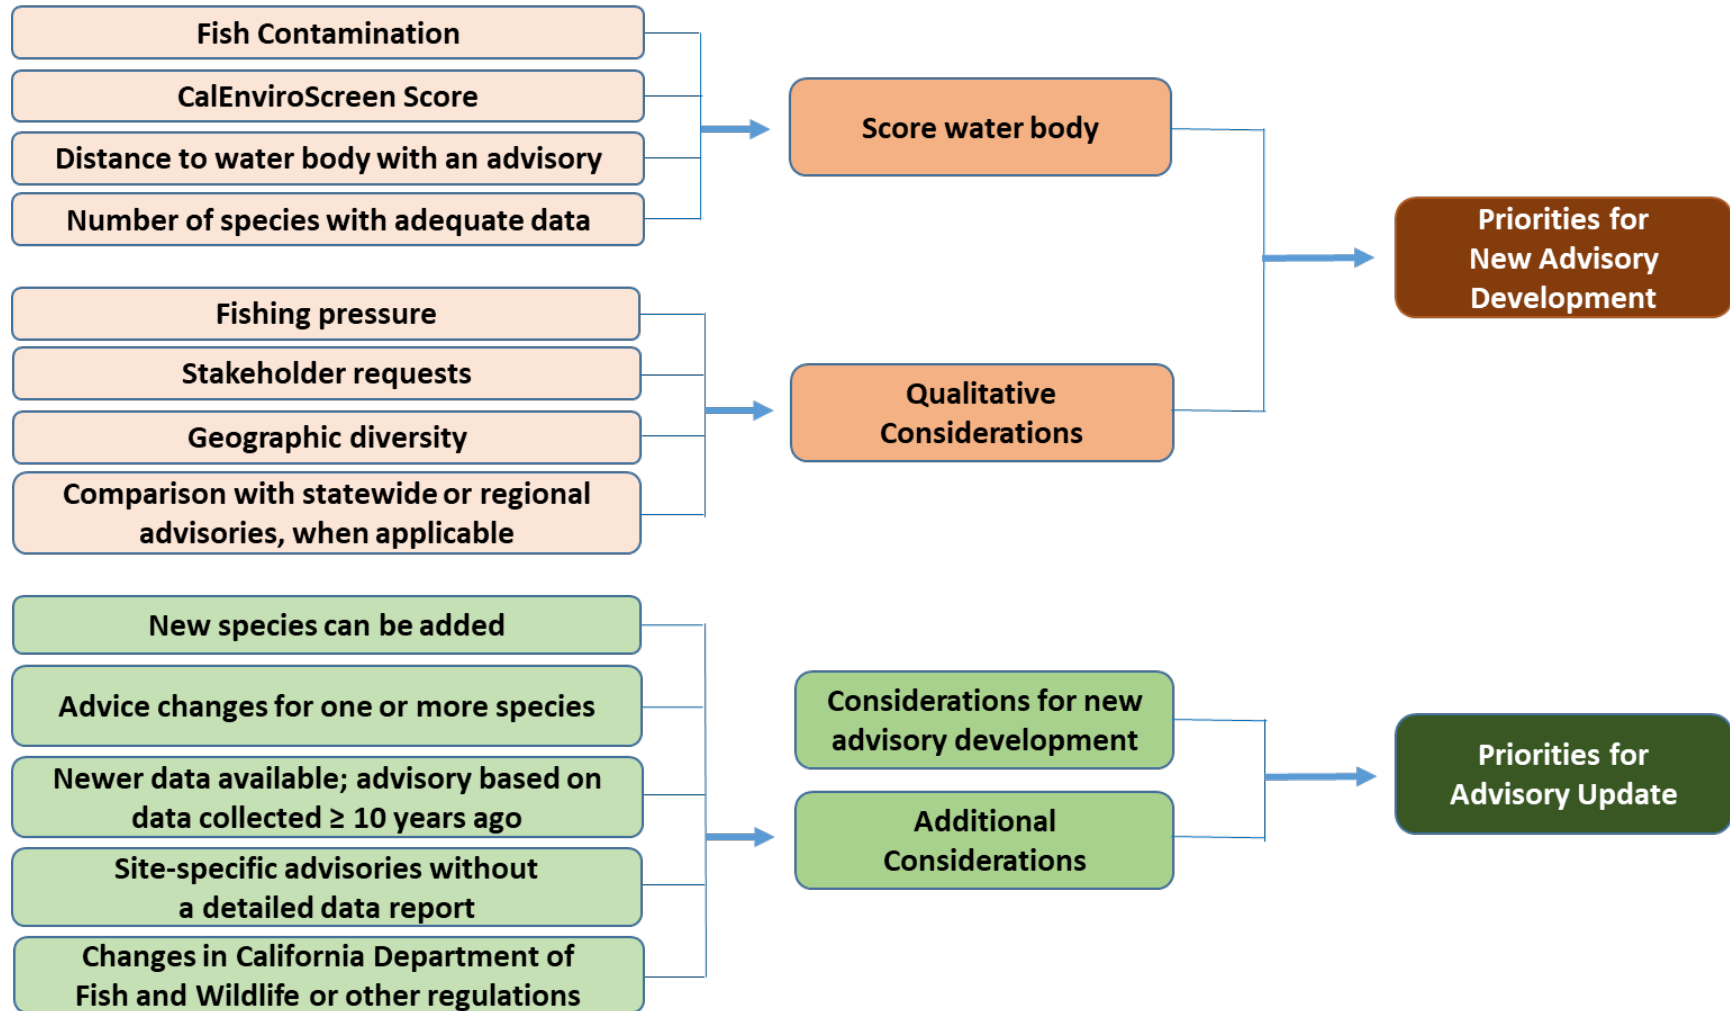 Fish Contamination
CalEnviroScreen Score
Distance to water body with an advisory
Number of species with adequate data
Score water body
Fishing pressure
Stakeholder requests
Geographic diversity
Comparison with statewide or regional
advisories, when applicable
Qualitative
Considerations
Priorities for
New Advisory
Development
New species can be added
Advice changes for one or more species
Newer data available; advisory based on
data collected ≥ 10 years ago
Site-specific advisories without
a detailed data report
Changes in California Department of
Fish and Wildlife or other regulations
Considerations for new
advisory development
Additional
Considerations
Priorities for
Advisory Update